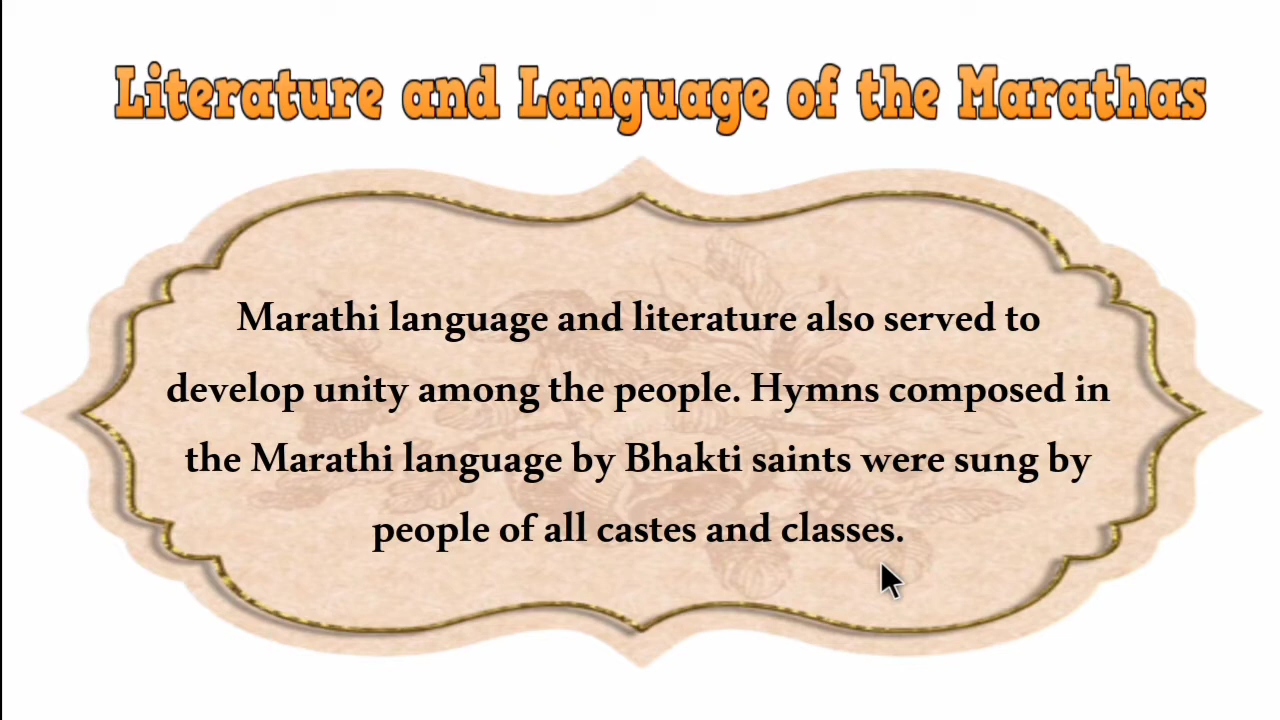 Literature and Language of the Marathas
Marathi language and literature also served to
develop unity among the people. Hymns composed in
the Marathi language by Bhakti saints were sung by
people of all castes and classes.